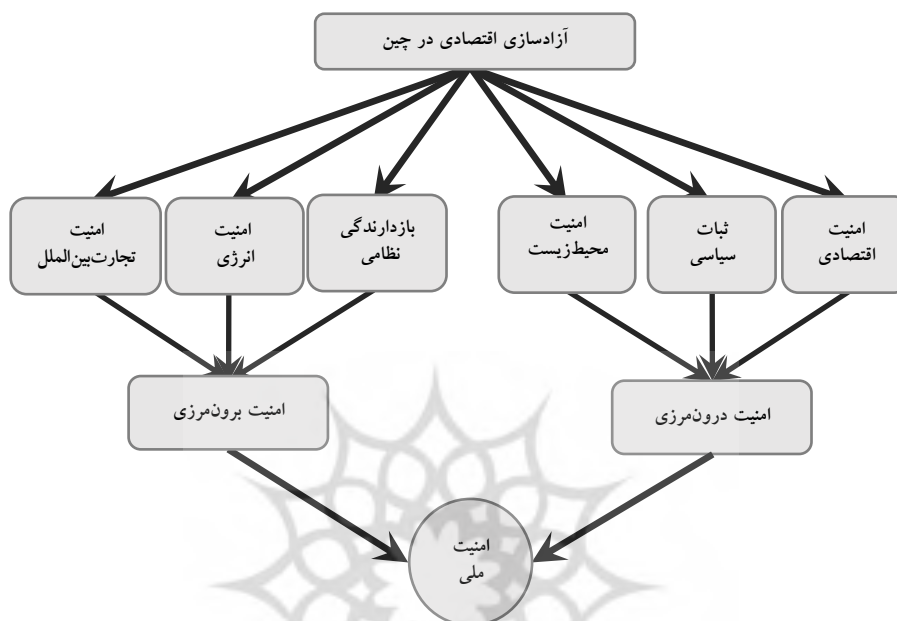 آزادسازی اقتصادی در چین
امنیت
اقتصادی
ثبات
سیاسی
امنیت
محیط‌زیست
بازدارندگی
نظامی
امنیت
انرژی
امنیت
تجارت‌بین‌الملل
امنیت درون‌مرزی
امنیت برون‌مرزی
امنیت
ملی